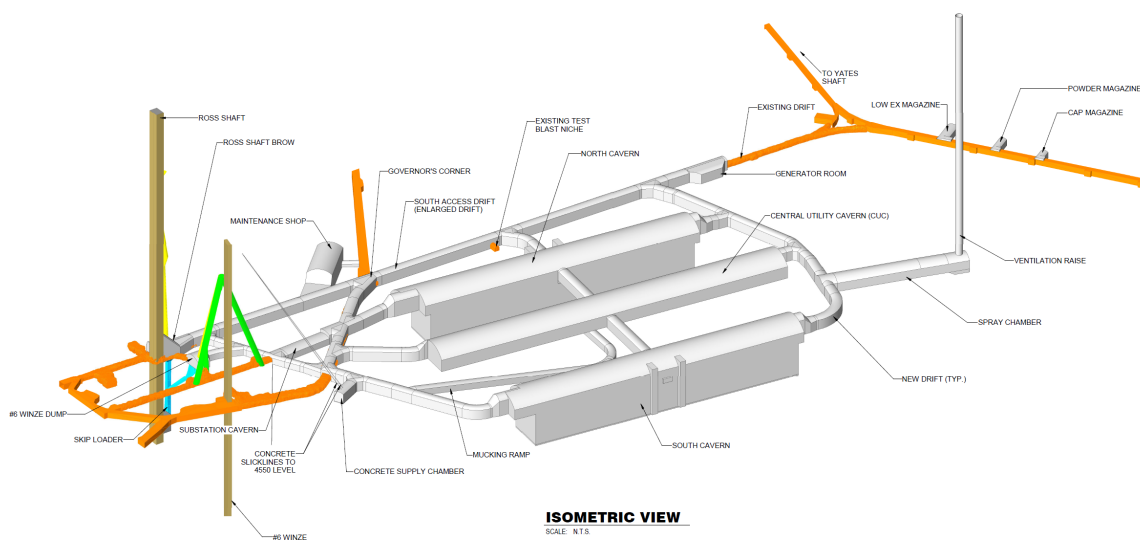 TO YATES
SHAFT
POWDER MAGAZINE
LOW EX MAGAZINE
CAP MAGAZINE
ROSS SHAFT
EXISTING TEST
BLAST NICHE
EXISTING DRIFT
ROSS SHAFT BROW
NORTH CAVERN
GOVERNOR'S CORNER
GENERATOR ROOM
SOUTH ACCESS DRIFT
(ENLARGED DRIFT)
MAINTENANCE SHOP
CENTRAL UTILITY CAVERN (CUC)
VENTILATION RAISE
SPRAY CHAMBER
NEW DRIFT (TYP.)
#6 WINZE DUMP
SUBSTATION CAVERN
SKIP LOADER
SOUTH CAVERN
CONCRETE
SLICKLINES TO
4550 LEVEL
MUCKING RAMP
CONCRETE SUPPLY CHAMBER
ISOMETRIC VIEW
SCALE: N.T.S.
#6 WINZE